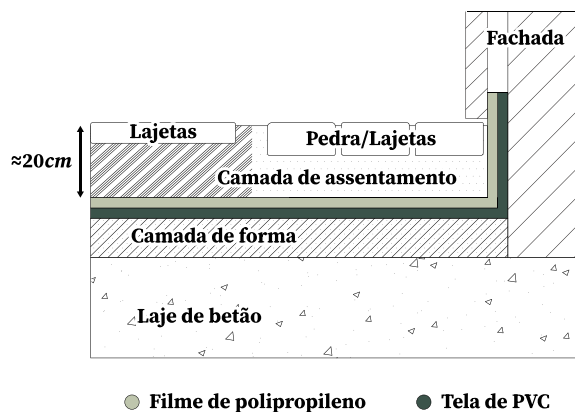 Fachada
Lajetas
Pedra/Lajetas
≈20cm
Camada de assentamento
Camada de forma
Laje de betão
Filme de polipropileno
Tela de PVC